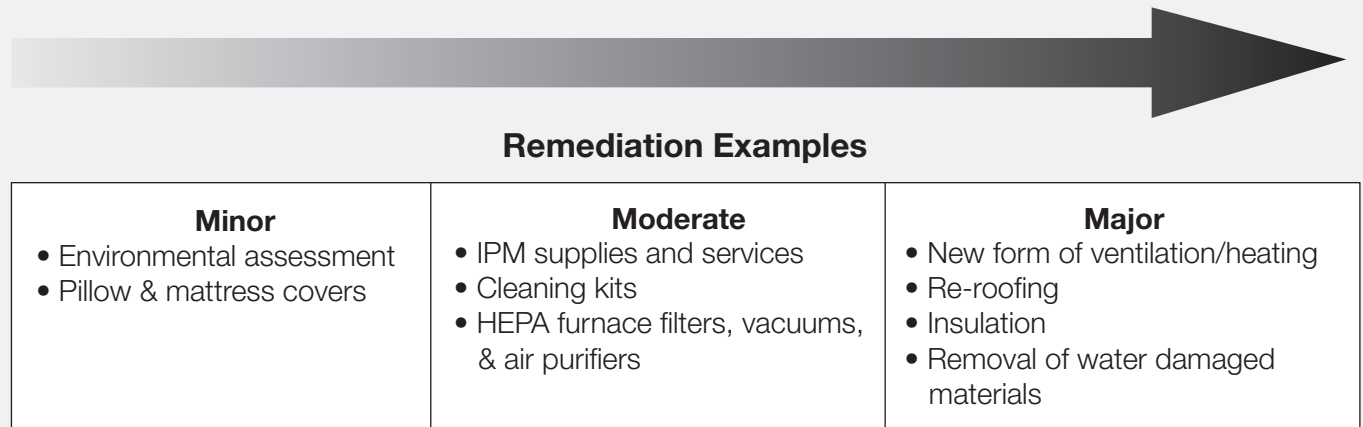 Remediation Examples
Minor
• Environmental assessment
• Pillow & mattress covers
Moderate
• IPM supplies and services
• Cleaning kits
• HEPA furnace filters, vacuums,
& air purifiers
Major
• New form of ventilation/heating
• Re-roofing
• Insulation
• Removal of water damaged
materials